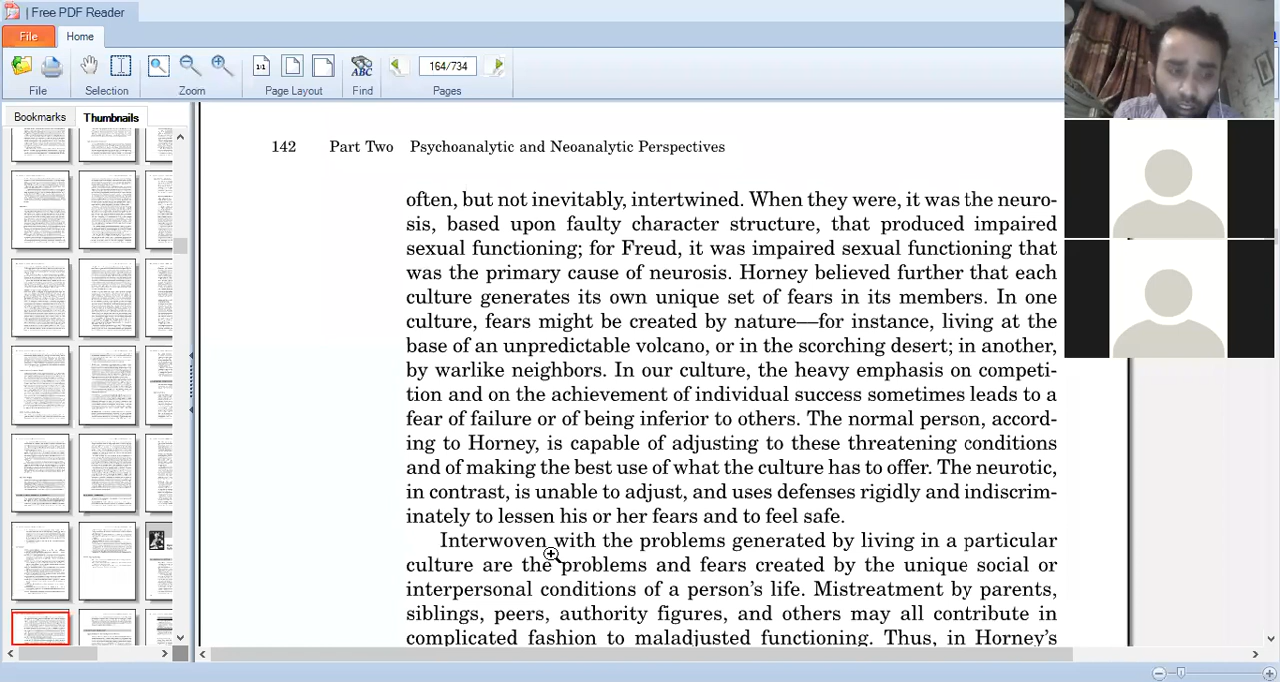 | Free PDF Reader
File
Home
1:1
ABC
164/734
File
Selection
Zoom
Page Layout
Find
Pages
Bookmarks
Thumbnails
142 Part Two Psychoanalytic and Neoanalytic Perspectives
often, but not inevitably, intertwined. When they were, it was the neuro-
sis, based upon faulty character structure, that produced impaired
sexual functioning; for Freud, it was impaired sexual functioning that
was the primary cause of neurosis. Horney believed further that each
culture generates its own unique set of fears in its members. In one
culture, fears might be created by nature—for instance, living at the
base of an unpredictable volcano, or in the scorching desert; in another,
by warlike neighbors. In our culture, the heavy emphasis on competi-
tion and on the achievement of individual success sometimes leads to a
fear of failure or of being inferior to others. The normal person, accord-
ing to Horney, is capable of adjusting to these threatening conditions
and of making the best use of what the culture has to offer. The neurotic,
in contrast, is unable to adjust, and uses defenses rigidly and indiscrim-
inately to lessen his or her fears and to feel safe.
Interwoven with the problems generated by living in a particular
culture are the problems and fears created by the unique social or
interpersonal conditions of a person's life. Mistreatment by parents,
siblings, peers, authority figures, and others may all contribute in
complicated fashion to maladjusted functioning. Thus, in Horney's